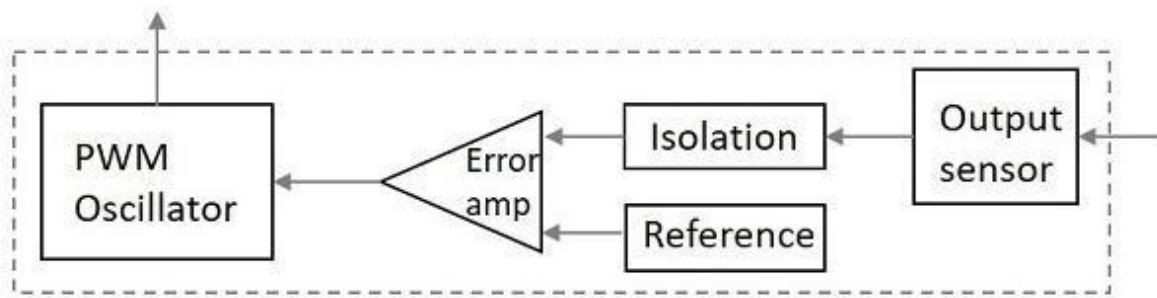 PWM
Oscillator
Error
amp
Isolation
Reference
Output
sensor